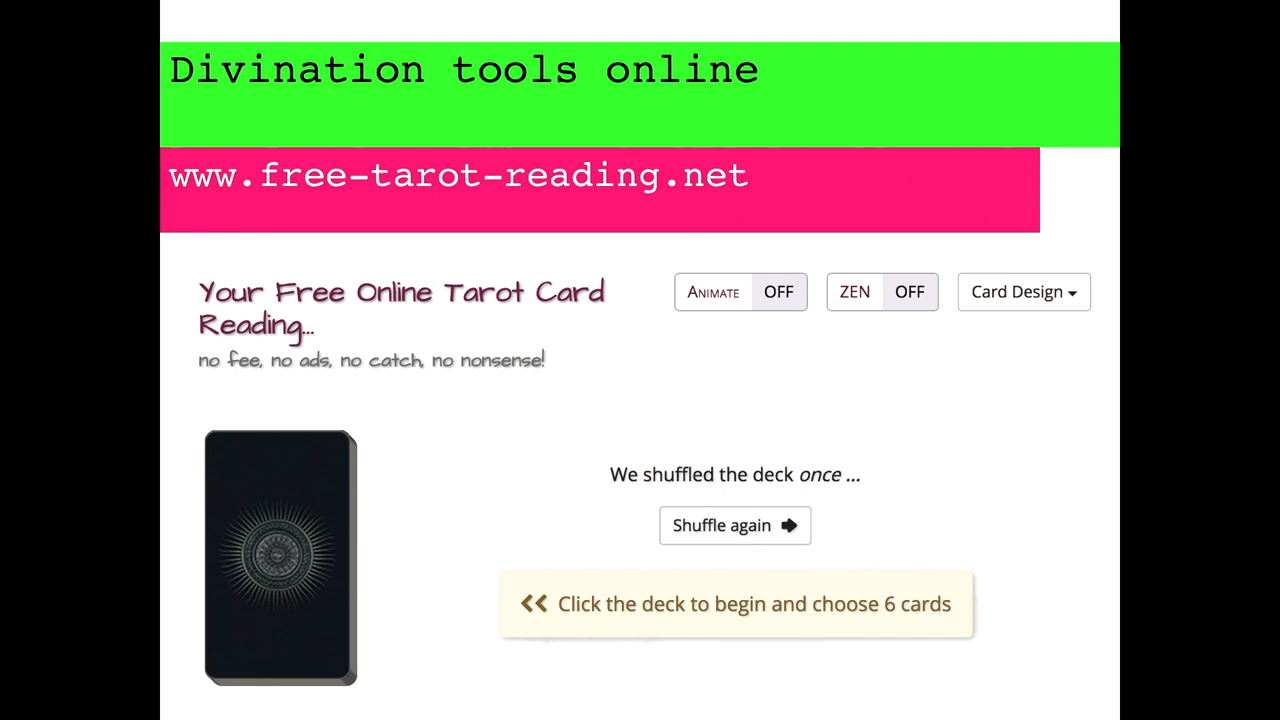 Divination tools online
www.free-tarot-reading.net
Your Free Online Tarot Card
Reading...
no fee, no ads, no catch, no nonsense!
Animate OFF
ZEN OFF
Card Design
We shuffled the deck once ...
Shuffle again
Click the deck to begin and choose 6 cards